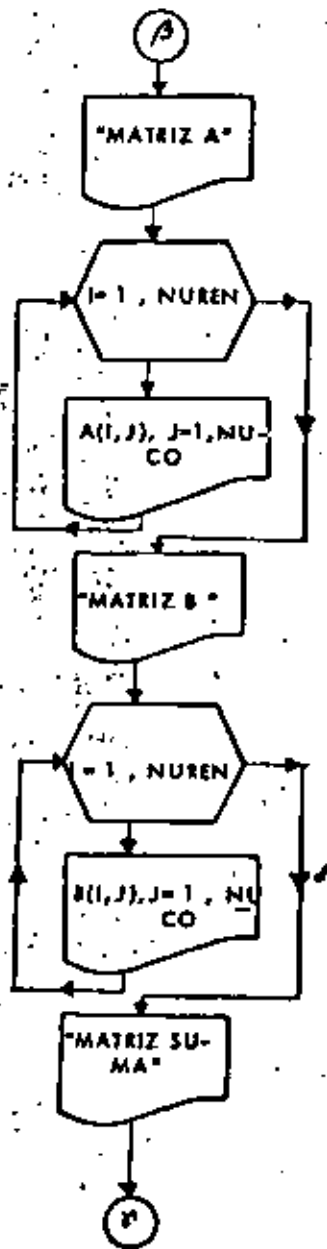 β
"MATRIZ A"
I= 1 , NUREN
A(I,J), J=1,NU-
CO
"MATRIZ B "
= 1 , NUREN
B(I,J),J= 1 , NU
CO
"MATRIZ SU-
MA"
γ